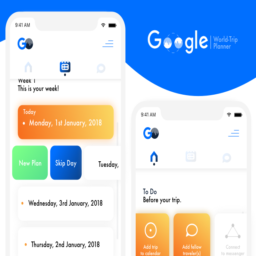 9:41 AM
GO
Week 1
This is your week!
Today
Monday, 1st January, 2018
New Plan
Skip Day
Tuesday,
Wednesday, 3rd January, 2018
Thursday, 2nd January, 2018
Google
World-Trip
Planner
9:41 AM
GO
To Do
Before your trip.
Add trip
to calendar
Add fellow
traveler(s)
Connect